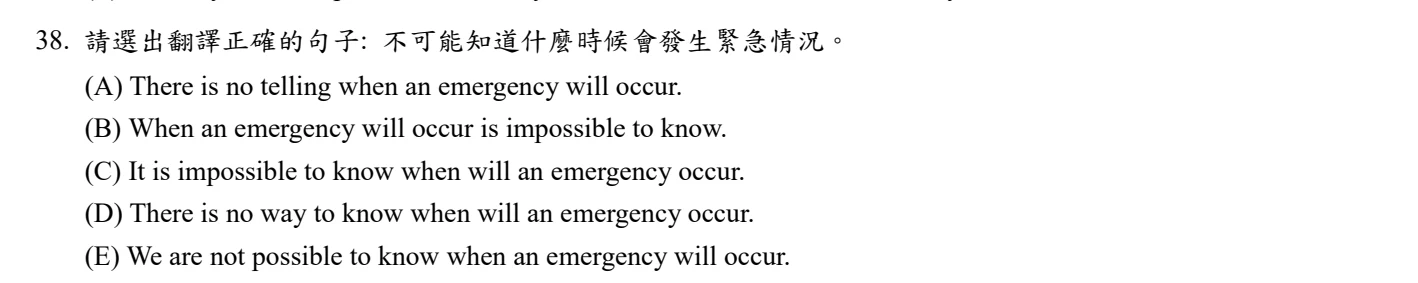 38. 請選出翻譯正確的句子: 不可能知道什麼時候會發生緊急情況。
(A) There is no telling when an emergency will occur.
(B) When an emergency will occur is impossible to know.
(C) It is impossible to know when will an emergency occur.
(D) There is no way to know when will an emergency occur.
(E) We are not possible to know when an emergency will occur.